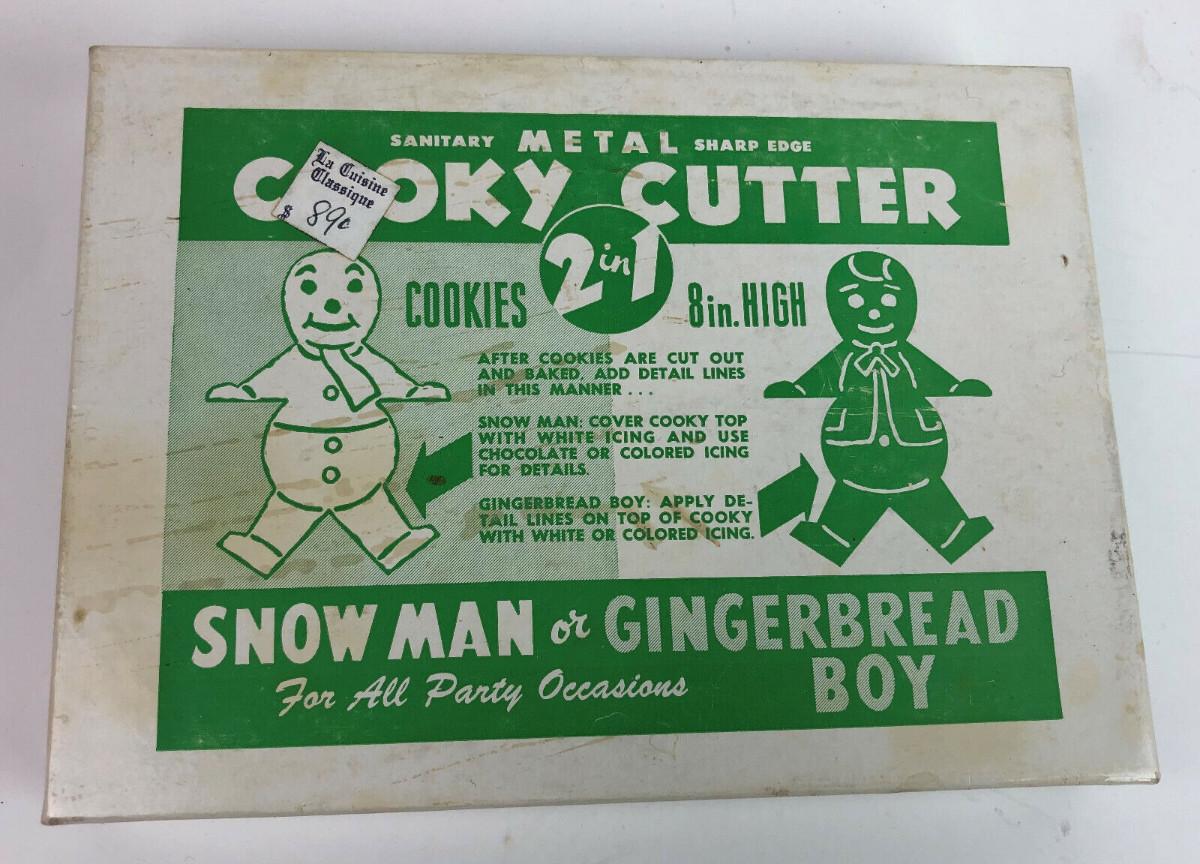 SANITARY METAL SHARP EDGE
COOKY CUTTER
La Cuisine
Classique
$ 89¢
2 in 1
COOKIES
8 in. HIGH
AFTER COOKIES ARE CUT OUT
AND BAKED, ADD DETAIL LINES
IN THIS MANNER . . .
SNOW MAN: COVER COOKY TOP
WITH WHITE ICING AND USE
CHOCOLATE OR COLORED ICING
FOR DETAILS.
GINGERBREAD BOY: APPLY DE-
TAIL LINES ON TOP OF COOKY
WITH WHITE OR COLORED ICING.
SNOW MAN or GINGERBREAD
BOY
For All Party Occasions